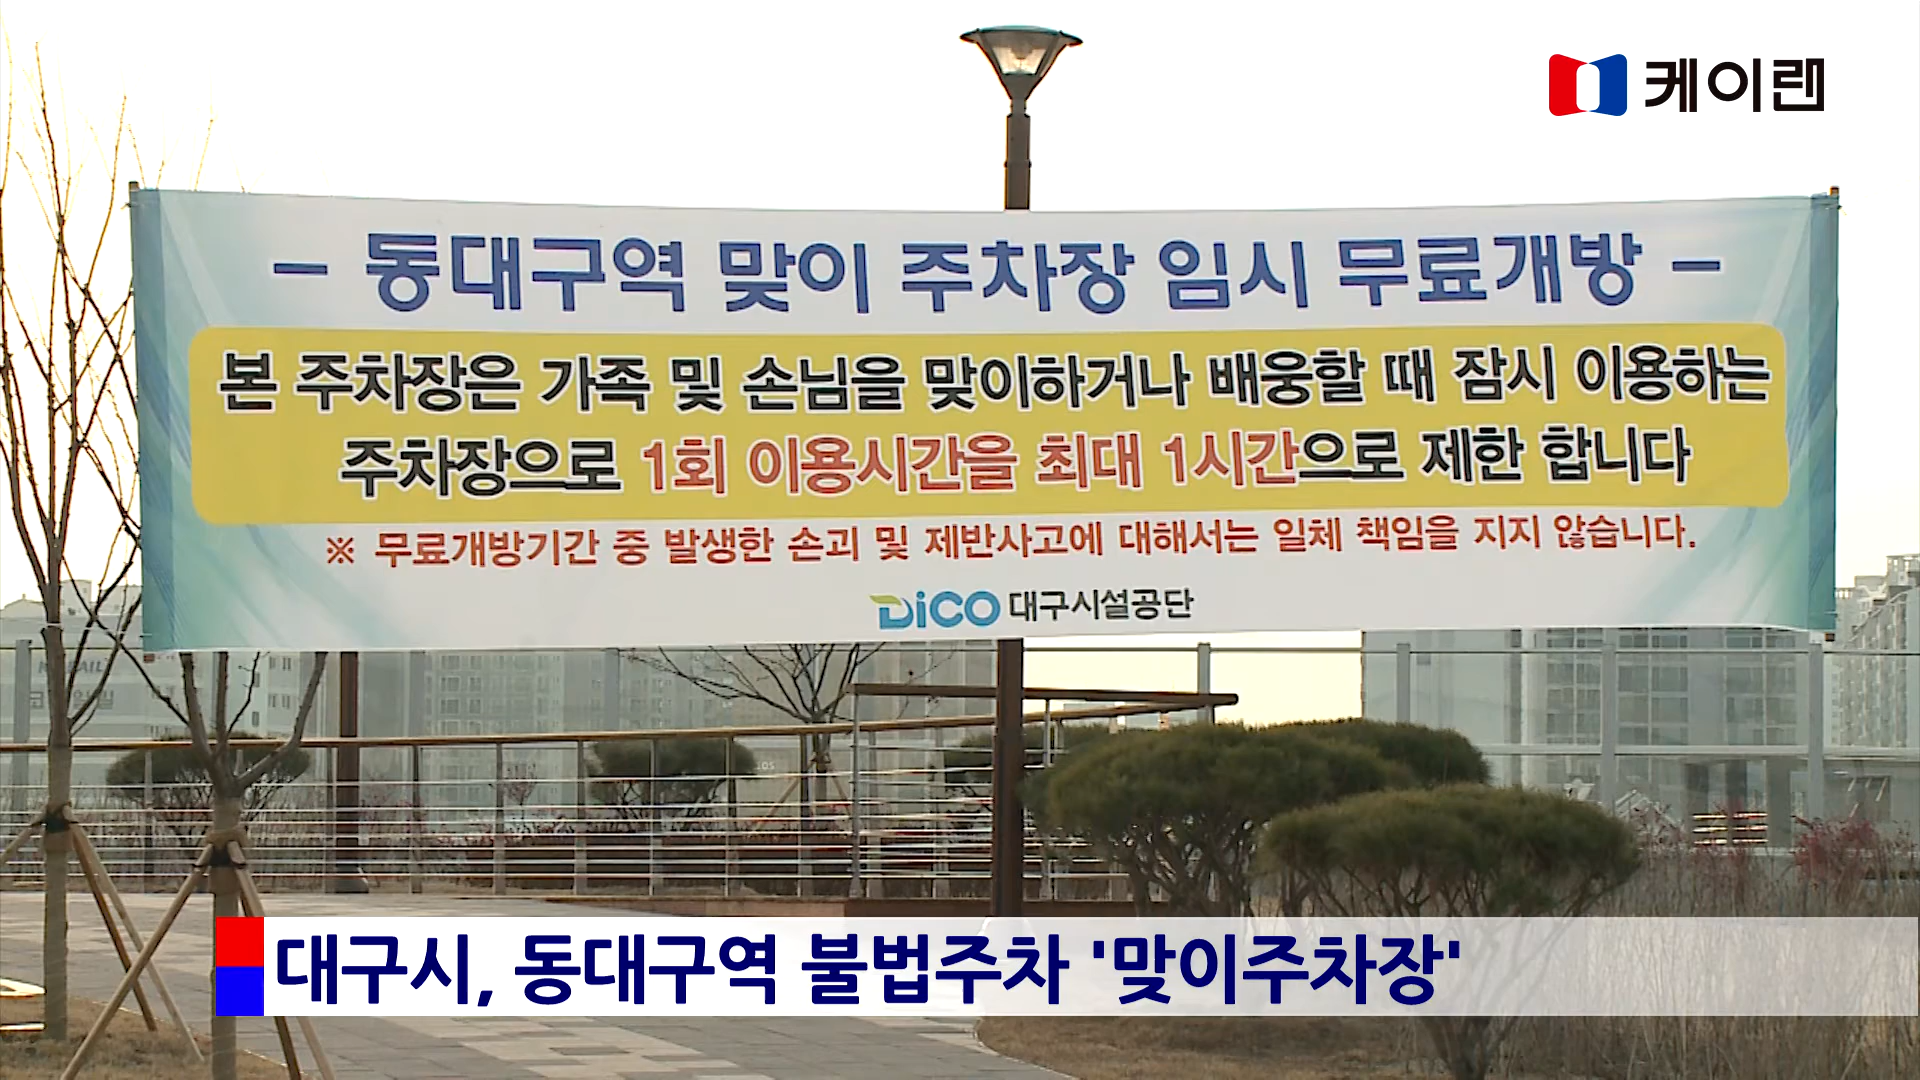 케이랜
- 동대구역 맞이 주차장 임시 무료개방 -
본 주차장은 가족 및 손님을 맞이하거나 배웅할 때 잠시 이용하는
주차장으로 1회 이용시간을 최대 1시간으로 제한 합니다
※ 무료개방기간 중 발생한 손괴 및 제반사고에 대해서는 일체 책임을 지지 않습니다.
DiCO 대구시설공단
대구시, 동대구역 불법주차 '맞이주차장'